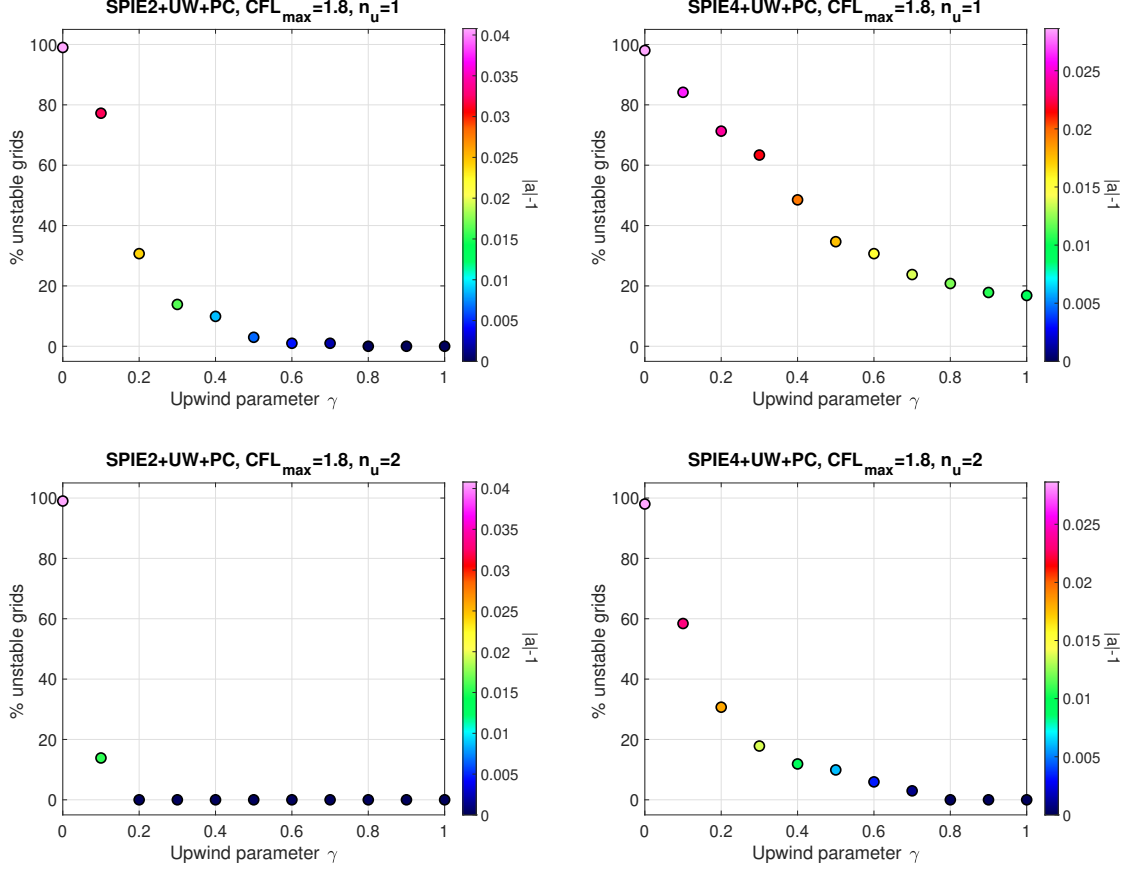 SPIE2+UW+PC, CFL_max=1.8, n_u=1
100
80
60
40
20
0
% unstable grids
0 0.2 0.4 0.6 0.8 1
Upwind parameter γ
0.04
0.035
0.03
0.025
0.02
0.015
0.01
0.005
0
|a|-1
SPIE4+UW+PC, CFL_max=1.8, n_u=1
100
80
60
40
20
0
% unstable grids
0 0.2 0.4 0.6 0.8 1
Upwind parameter γ
0.025
0.02
0.015
0.01
0.005
0
|a|-1
SPIE2+UW+PC, CFL_max=1.8, n_u=2
100
80
60
40
20
0
% unstable grids
0 0.2 0.4 0.6 0.8 1
Upwind parameter γ
0.04
0.035
0.03
0.025
0.02
0.015
0.01
0.005
0
|a|-1
SPIE4+UW+PC, CFL_max=1.8, n_u=2
100
80
60
40
20
0
% unstable grids
0 0.2 0.4 0.6 0.8 1
Upwind parameter γ
0.025
0.02
0.015
0.01
0.005
0
|a|-1